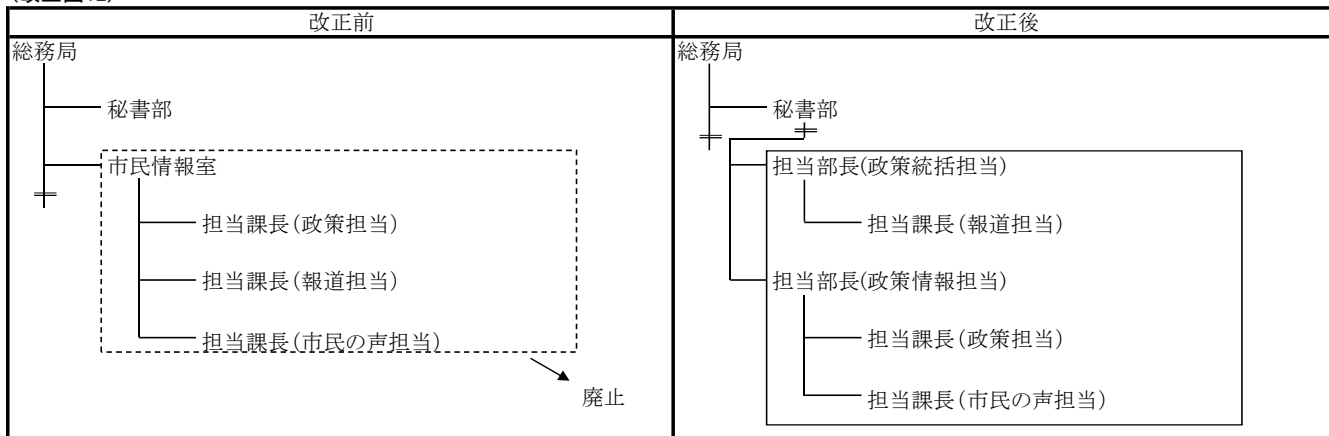 改正前
改正後
総務局
秘書部
市民情報室
担当課長(政策担当)
担当課長(報道担当)
担当課長(市民の声担当)
廃止
総務局
秘書部
担当部長(政策統括担当)
担当課長(報道担当)
担当部長(政策情報担当)
担当課長(政策担当)
担当課長(市民の声担当)